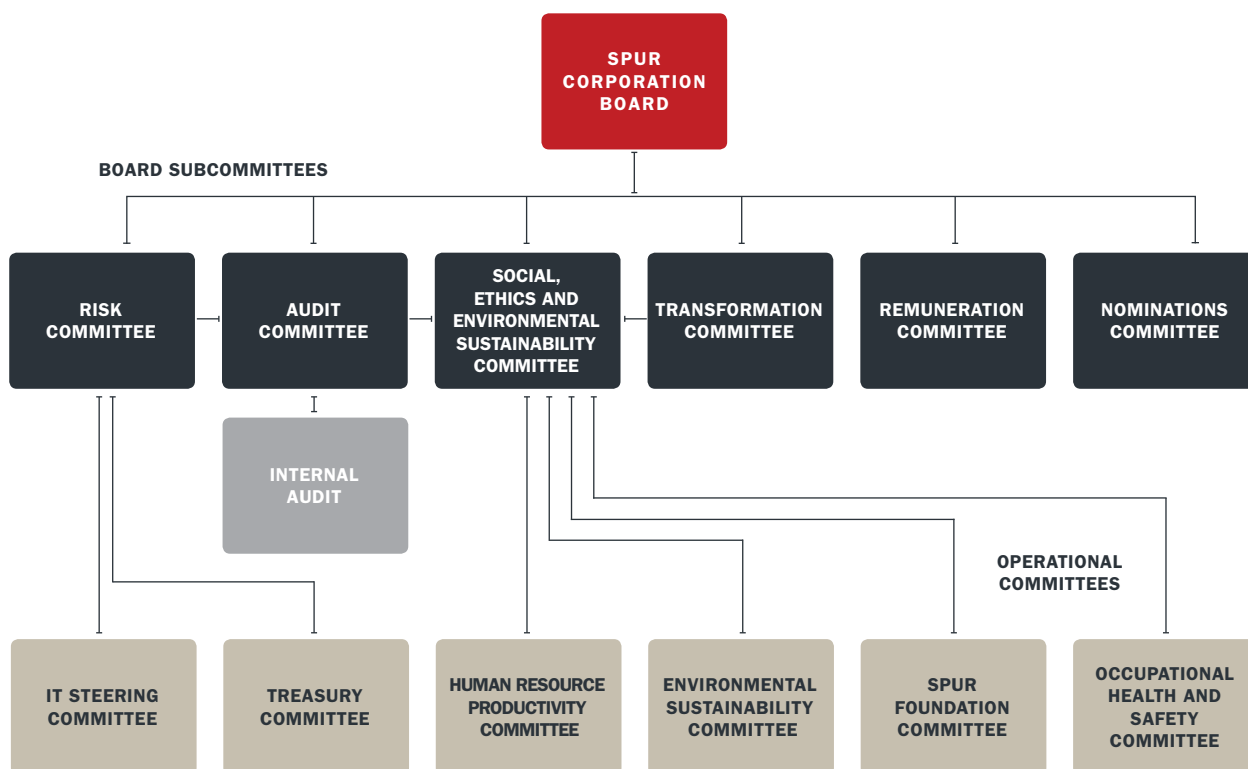 SPUR
CORPORATION
BOARD
BOARD SUBCOMMITTEES
RISK
COMMITTEE
AUDIT
COMMITTEE
SOCIAL,
ETHICS AND
ENVIRONMENTAL
SUSTAINABILITY
COMMITTEE
TRANSFORMATION
COMMITTEE
REMUNERATION
COMMITTEE
NOMINATIONS
COMMITTEE
INTERNAL
AUDIT
OPERATIONAL
COMMITTEES
IT STEERING
COMMITTEE
TREASURY
COMMITTEE
HUMAN RESOURCE
PRODUCTIVITY
COMMITTEE
ENVIRONMENTAL
SUSTAINABILITY
COMMITTEE
SPUR
FOUNDATION
COMMITTEE
OCCUPATIONAL
HEALTH AND
SAFETY
COMMITTEE